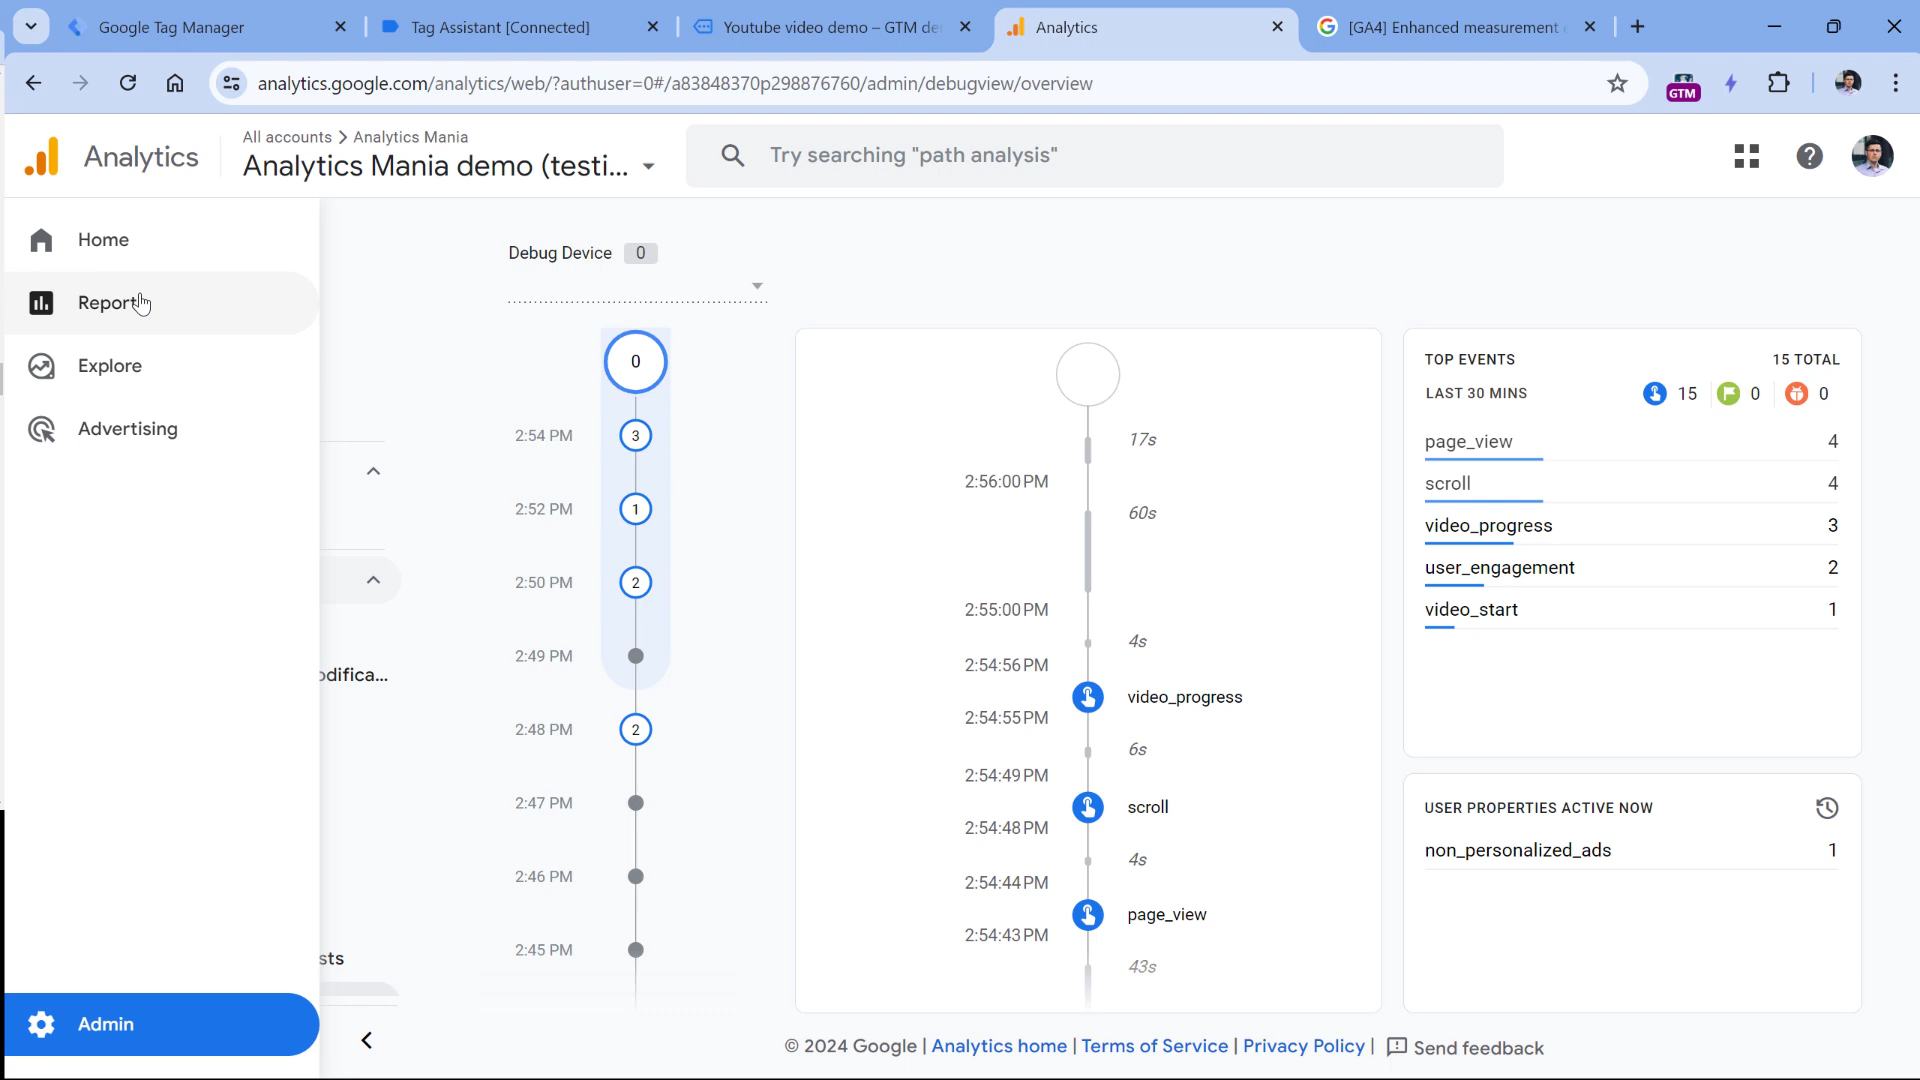 Google Tag Manager
Tag Assistant [Connected]
Youtube video demo – GTM de
Analytics
[GA4] Enhanced measurement
analytics.google.com/analytics/web/?authuser=0#/a83848370p298876760/admin/debugview/overview
GTM
Analytics
All accounts > Analytics Mania
Analytics Mania demo (testi...
Try searching "path analysis"
Home
Report
Explore
Advertising
odifica...
sts
Admin
Debug Device 0
0
2:54 PM 3
2:52 PM 1
2:50 PM 2
2:49 PM
2:48 PM 2
2:47 PM
2:46 PM
2:45 PM
17s
2:56:00 PM
60s
2:55:00 PM
4s
2:54:56 PM
video_progress
2:54:55 PM
6s
2:54:49 PM
scroll
2:54:48 PM
4s
2:54:44 PM
page_view
2:54:43 PM
43s
TOP EVENTS 15 TOTAL
LAST 30 MINS 15 0 0
page_view 4
scroll 4
video_progress 3
user_engagement 2
video_start 1
USER PROPERTIES ACTIVE NOW
non_personalized_ads 1
© 2024 Google | Analytics home | Terms of Service | Privacy Policy | Send feedback